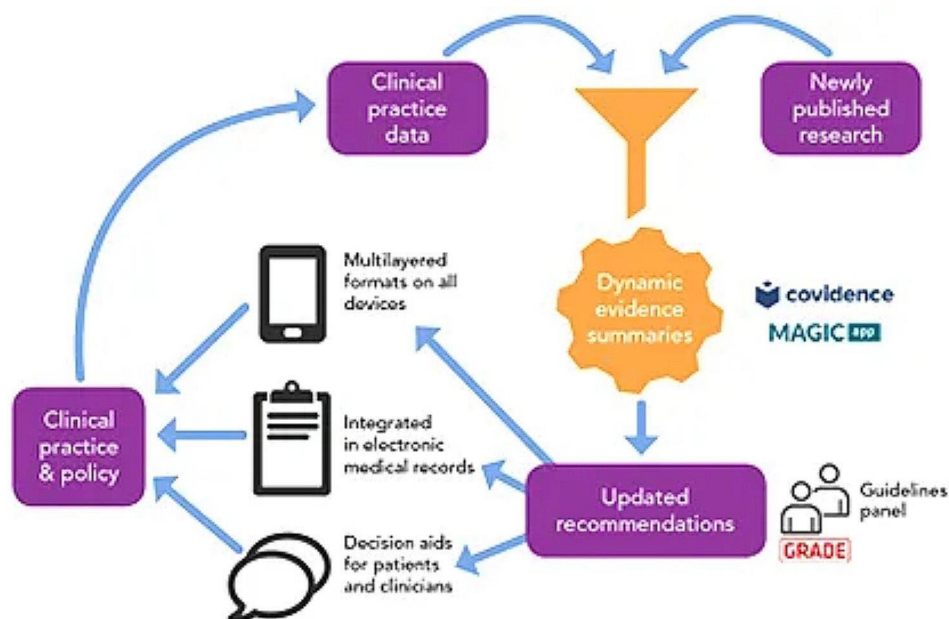 Clinical
practice
data
Newly
published
research
Multilayered
formats on all
devices
Dynamic
evidence
summaries
covidence
MAGIC app
Clinical
practice
& policy
Integrated
in electronic
medical records
Updated
recommendations
Guidelines
panel
GRADE
Decision aids
for patients
and clinicians